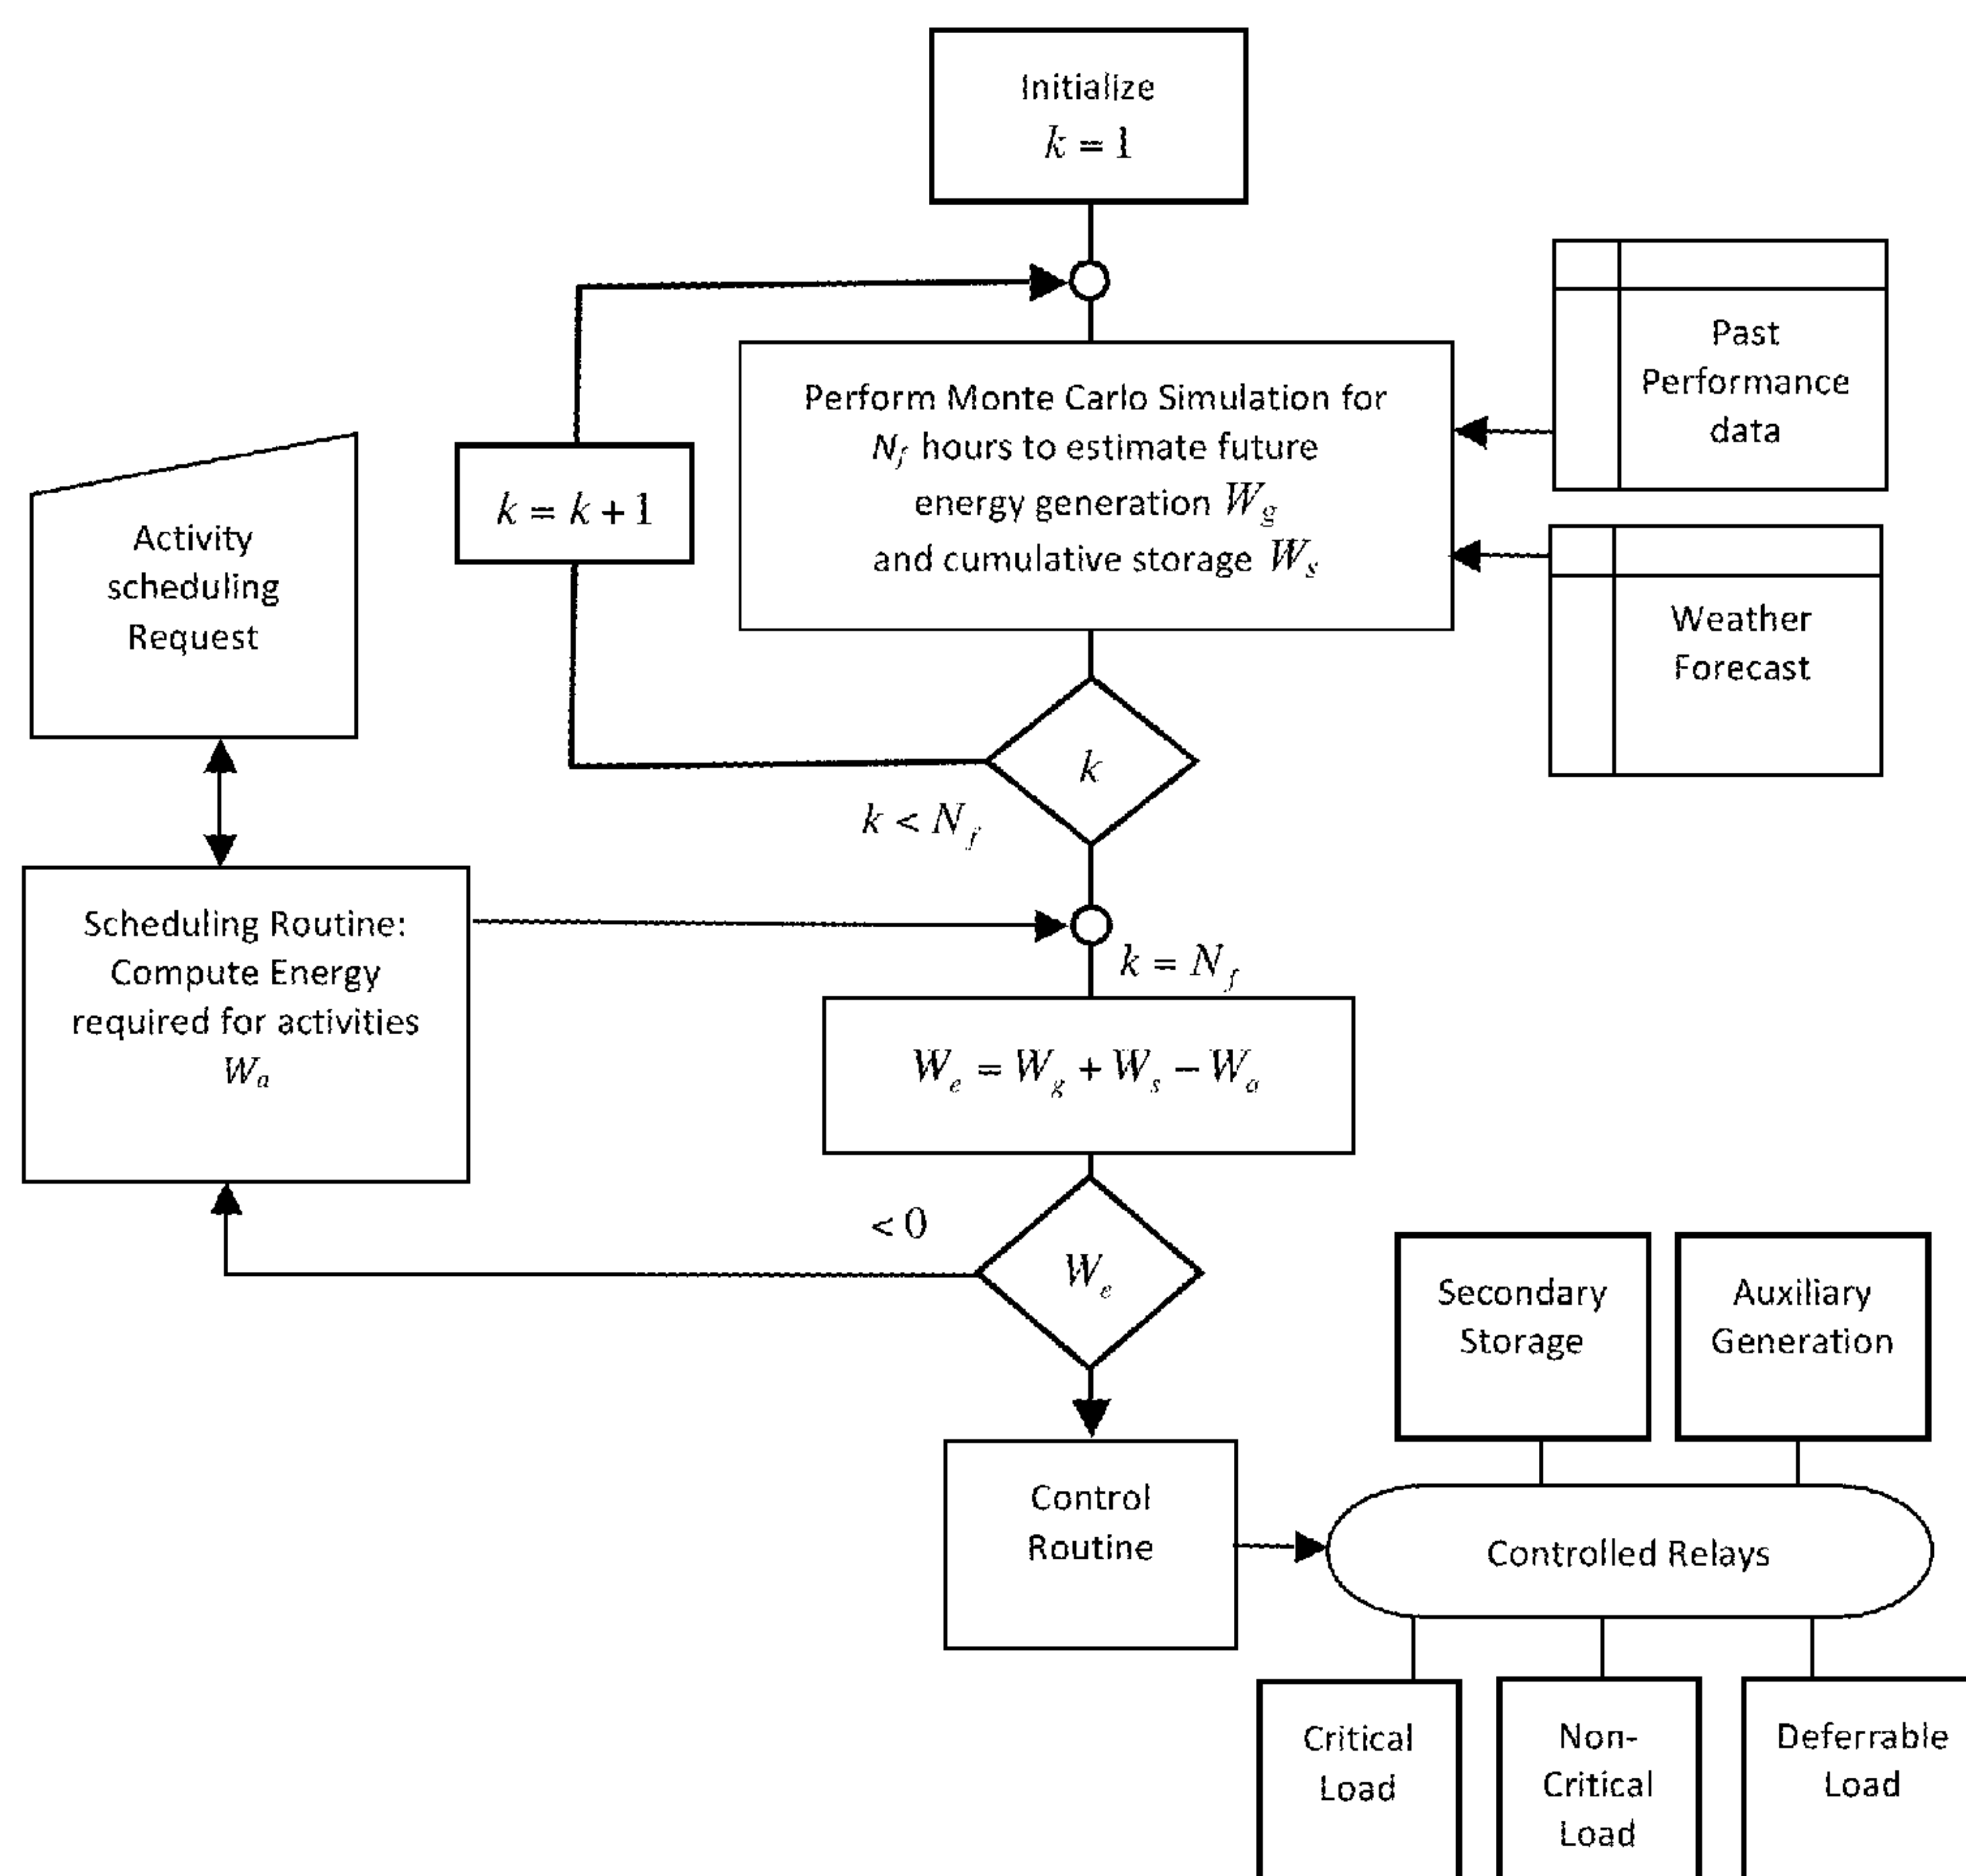 Initialize
k = 1
Past
Performance
data
Perform Monte Carlo Simulation for
N_f hours to estimate future
energy generation W_g
and cumulative storage W_s
k = k + 1
Activity
scheduling
Request
Weather
Forecast
k
k < N_f
Scheduling Routine:
Compute Energy
required for activities
W_a
k = N_f
W_e = W_g + W_s − W_a
< 0
W_e
Secondary
Storage
Auxiliary
Generation
Control
Routine
Controlled Relays
Critical
Load
Non-
Critical
Load
Deferrable
Load